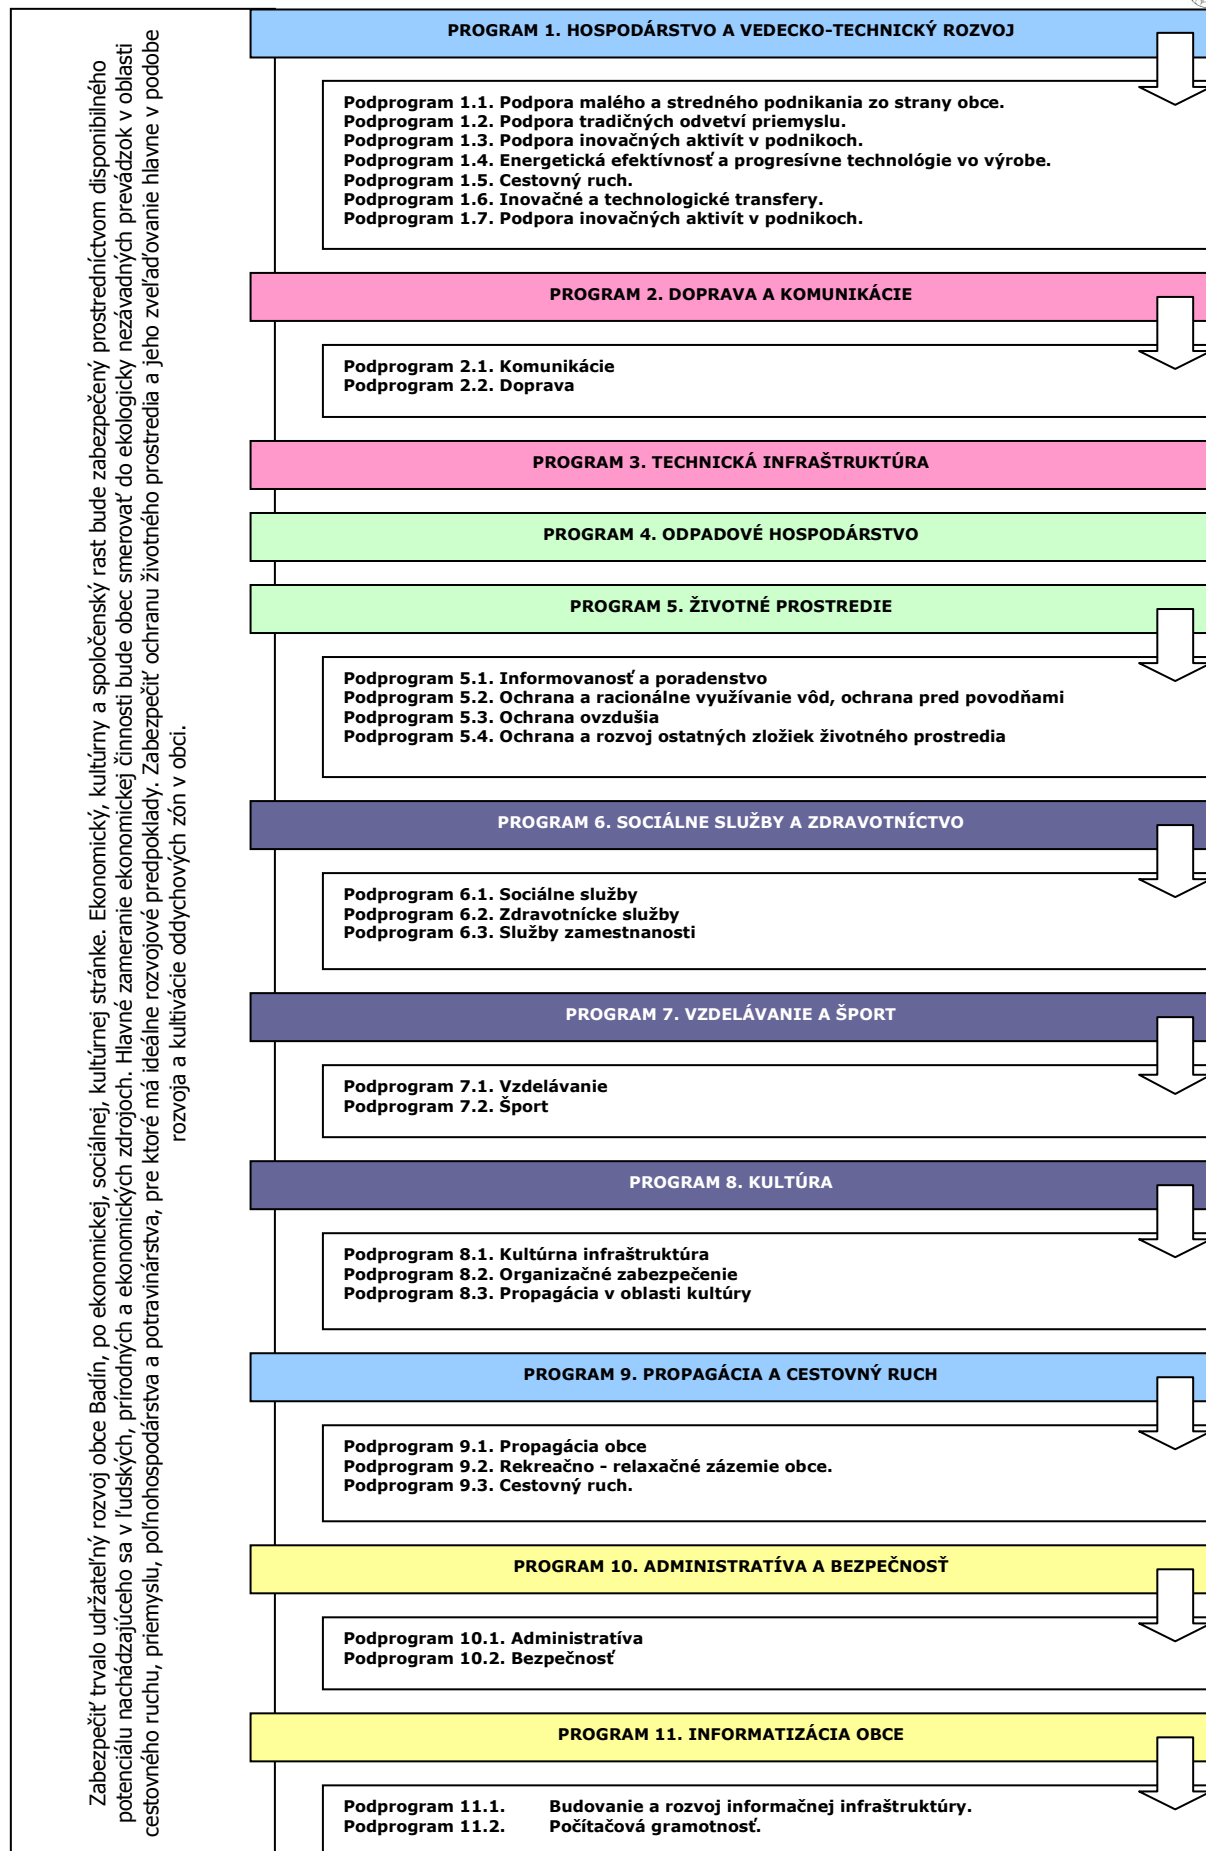 Zabezpečiť trvalo udržateľný rozvoj obce Badín, po ekonomickej, sociálnej, kultúrnej stránke. Ekonomický, kultúrny a spoločenský rast bude zabezpečený prostredníctvom disponibilného
potenciálu nachádzajúceho sa v ľudských, prírodných a ekonomických zdrojoch. Hlavné zameranie ekonomickej činnosti bude obec smerovať do ekologicky nezávadných prevádzok v oblasti
cestovného ruchu, priemyslu, poľnohospodárstva a potravinárstva, pre ktoré má ideálne rozvojové predpoklady. Zabezpečiť ochranu životného prostredia a jeho zveľaďovanie hlavne v podobe
rozvoja a kultivácie oddychových zón v obci.
PROGRAM 1. HOSPODÁRSTVO A VEDECKO-TECHNICKÝ ROZVOJ
Podprogram 1.1. Podpora malého a stredného podnikania zo strany obce.
Podprogram 1.2. Podpora tradičných odvetví priemyslu.
Podprogram 1.3. Podpora inovačných aktivít v podnikoch.
Podprogram 1.4. Energetická efektívnosť a progresívne technológie vo výrobe.
Podprogram 1.5. Cestovný ruch.
Podprogram 1.6. Inovačné a technologické transfery.
Podprogram 1.7. Podpora inovačných aktivít v podnikoch.
PROGRAM 2. DOPRAVA A KOMUNIKÁCIE
Podprogram 2.1. Komunikácie
Podprogram 2.2. Doprava
PROGRAM 3. TECHNICKÁ INFRAŠTRUKTÚRA
PROGRAM 4. ODPADOVÉ HOSPODÁRSTVO
PROGRAM 5. ŽIVOTNÉ PROSTREDIE
Podprogram 5.1. Informovanosť a poradenstvo
Podprogram 5.2. Ochrana a racionálne využívanie vôd, ochrana pred povodňami
Podprogram 5.3. Ochrana ovzdušia
Podprogram 5.4. Ochrana a rozvoj ostatných zložiek životného prostredia
PROGRAM 6. SOCIÁLNE SLUŽBY A ZDRAVOTNÍCTVO
Podprogram 6.1. Sociálne služby
Podprogram 6.2. Zdravotnícke služby
Podprogram 6.3. Služby zamestnanosti
PROGRAM 7. VZDELÁVANIE A ŠPORT
Podprogram 7.1. Vzdelávanie
Podprogram 7.2. Šport
PROGRAM 8. KULTÚRA
Podprogram 8.1. Kultúrna infraštruktúra
Podprogram 8.2. Organizačné zabezpečenie
Podprogram 8.3. Propagácia v oblasti kultúry
PROGRAM 9. PROPAGÁCIA A CESTOVNÝ RUCH
Podprogram 9.1. Propagácia obce
Podprogram 9.2. Rekreačno - relaxačné zázemie obce.
Podprogram 9.3. Cestovný ruch.
PROGRAM 10. ADMINISTRATÍVA A BEZPEČNOSŤ
Podprogram 10.1. Administratíva
Podprogram 10.2. Bezpečnosť
PROGRAM 11. INFORMATIZÁCIA OBCE
Podprogram 11.1. Budovanie a rozvoj informačnej infraštruktúry.
Podprogram 11.2. Počítačová gramotnosť.